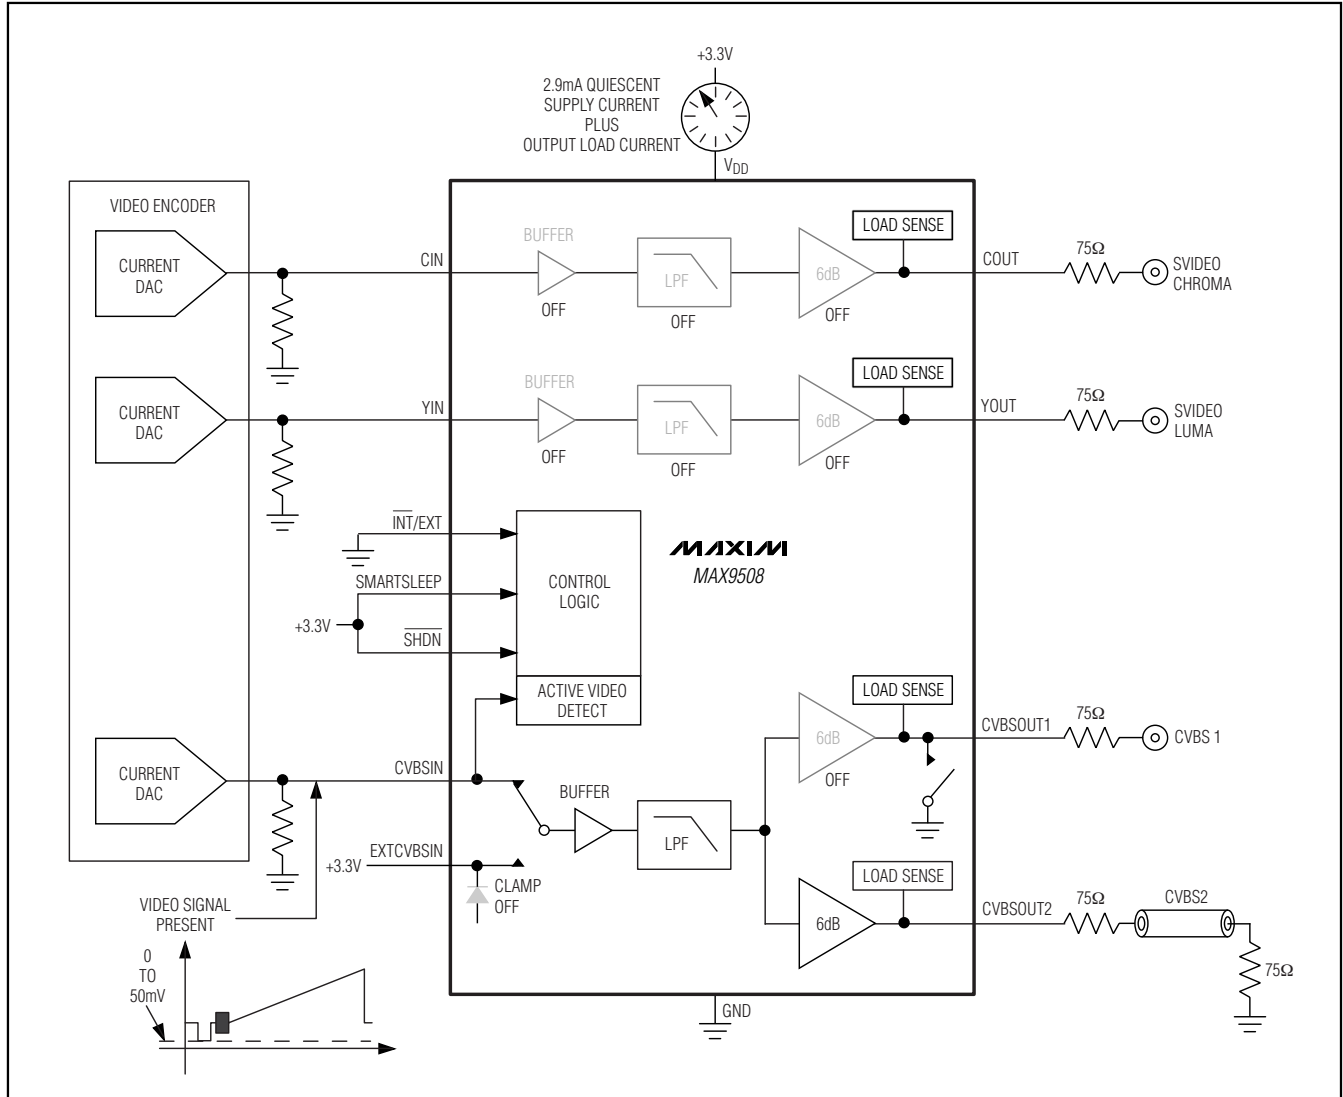 +3.3V
2.9mA QUIESCENT
SUPPLY CURRENT
PLUS
OUTPUT LOAD CURRENT
VDD
VIDEO ENCODER
CURRENT
DAC
CIN
BUFFER
OFF
LPF
OFF
6dB
OFF
LOAD SENSE
COUT
75Ω
SVIDEO
CHROMA
CURRENT
DAC
YIN
BUFFER
OFF
LPF
OFF
6dB
OFF
LOAD SENSE
YOUT
75Ω
SVIDEO
LUMA
INT/EXT
SMARTSLEEP
+3.3V
SHDN
CONTROL
LOGIC
ACTIVE VIDEO
DETECT
MAXIM
MAX9508
CURRENT
DAC
CVBSIN
BUFFER
LPF
EXTCVBSIN
+3.3V
CLAMP
OFF
6dB
OFF
LOAD SENSE
CVBSOUT1
75Ω
CVBS 1
6dB
LOAD SENSE
CVBSOUT2
75Ω
CVBS2
75Ω
GND
VIDEO SIGNAL
PRESENT
0
TO
50mV